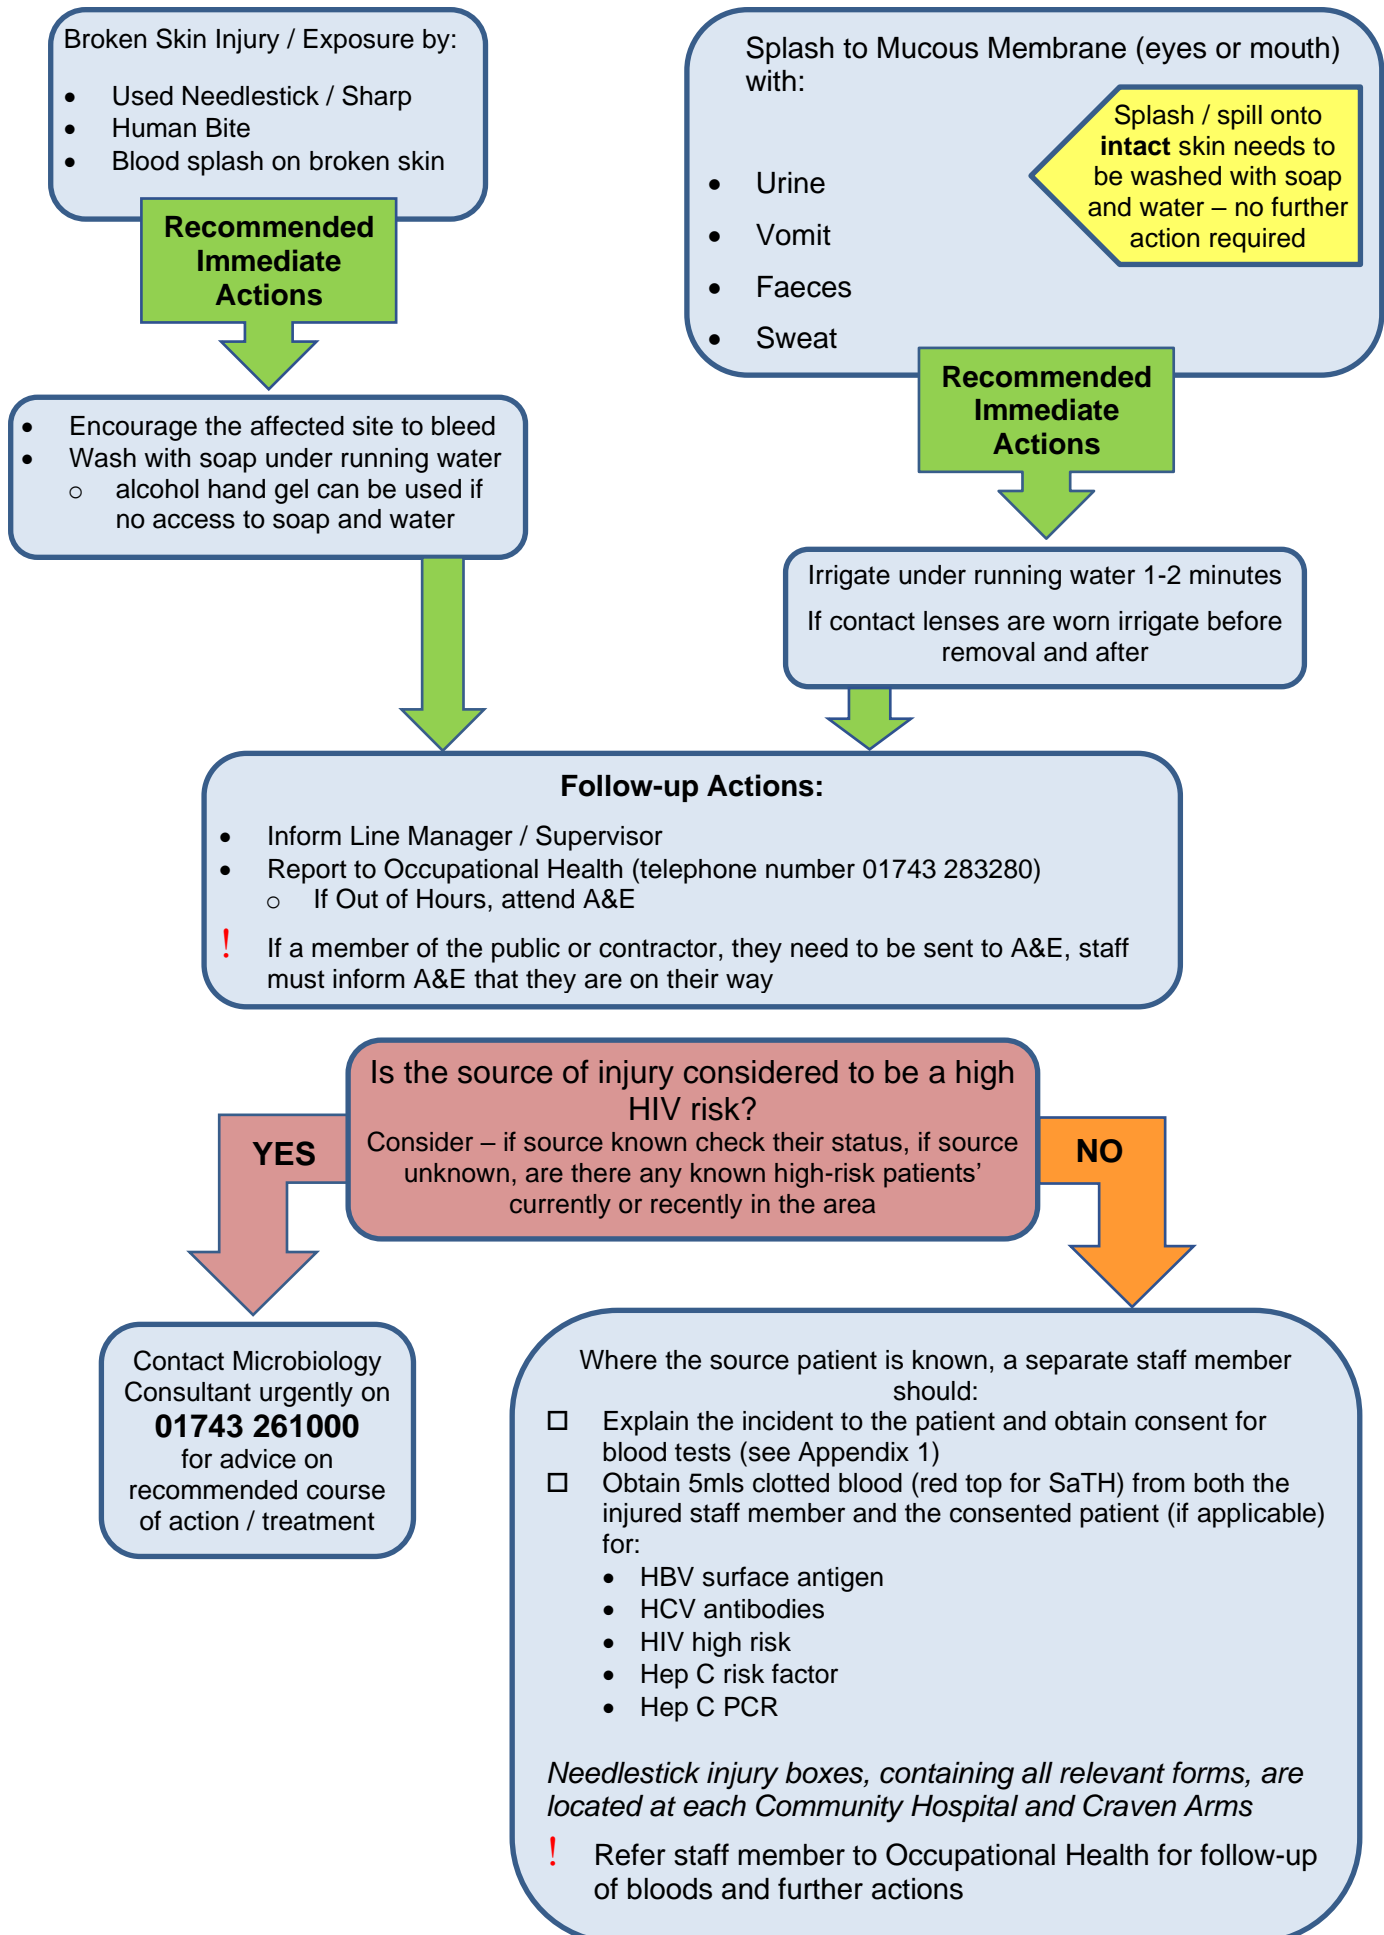 Broken Skin Injury / Exposure by:
• Used Needlestick / Sharp
• Human Bite
• Blood splash on broken skin
Recommended
Immediate
Actions
• Encourage the affected site to bleed
• Wash with soap under running water
o alcohol hand gel can be used if
no access to soap and water
Splash to Mucous Membrane (eyes or mouth)
with:
• Urine
• Vomit
• Faeces
• Sweat
Splash / spill onto
intact skin needs to
be washed with soap
and water – no further
action required
Recommended
Immediate
Actions
Irrigate under running water 1-2 minutes
If contact lenses are worn irrigate before
removal and after
Follow-up Actions:
• Inform Line Manager / Supervisor
• Report to Occupational Health (telephone number 01743 283280)
o If Out of Hours, attend A&E
! If a member of the public or contractor, they need to be sent to A&E, staff
must inform A&E that they are on their way
Is the source of injury considered to be a high
HIV risk?
Consider – if source known check their status, if source
unknown, are there any known high-risk patients’
currently or recently in the area
YES
NO
Contact Microbiology
Consultant urgently on
01743 261000
for advice on
recommended course
of action / treatment
Where the source patient is known, a separate staff member
should:
☐ Explain the incident to the patient and obtain consent for
blood tests (see Appendix 1)
☐ Obtain 5mls clotted blood (red top for SaTH) from both the
injured staff member and the consented patient (if applicable)
for:
• HBV surface antigen
• HCV antibodies
• HIV high risk
• Hep C risk factor
• Hep C PCR
Needlestick injury boxes, containing all relevant forms, are
located at each Community Hospital and Craven Arms
! Refer staff member to Occupational Health for follow-up
of bloods and further actions